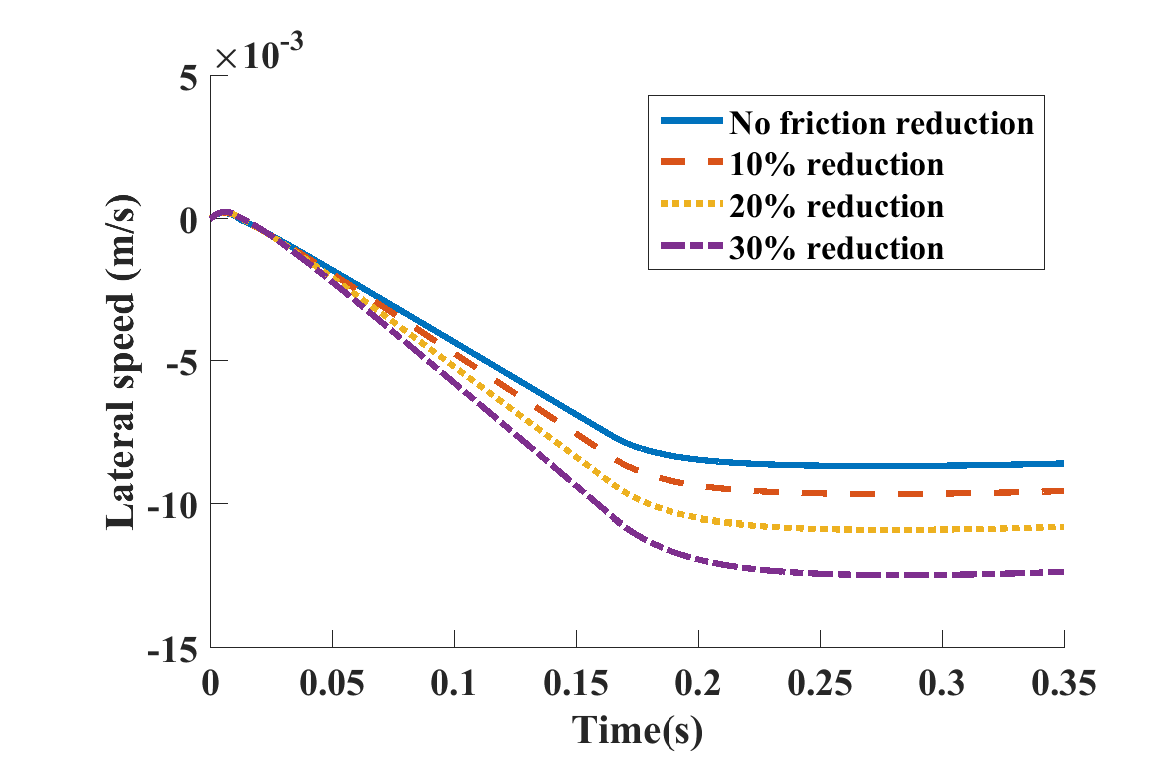 ×10-3
5
0
-5
-10
-15
Lateral speed (m/s)
No friction reduction
10% reduction
20% reduction
30% reduction
0 0.05 0.1 0.15 0.2 0.25 0.3 0.35
Time(s)